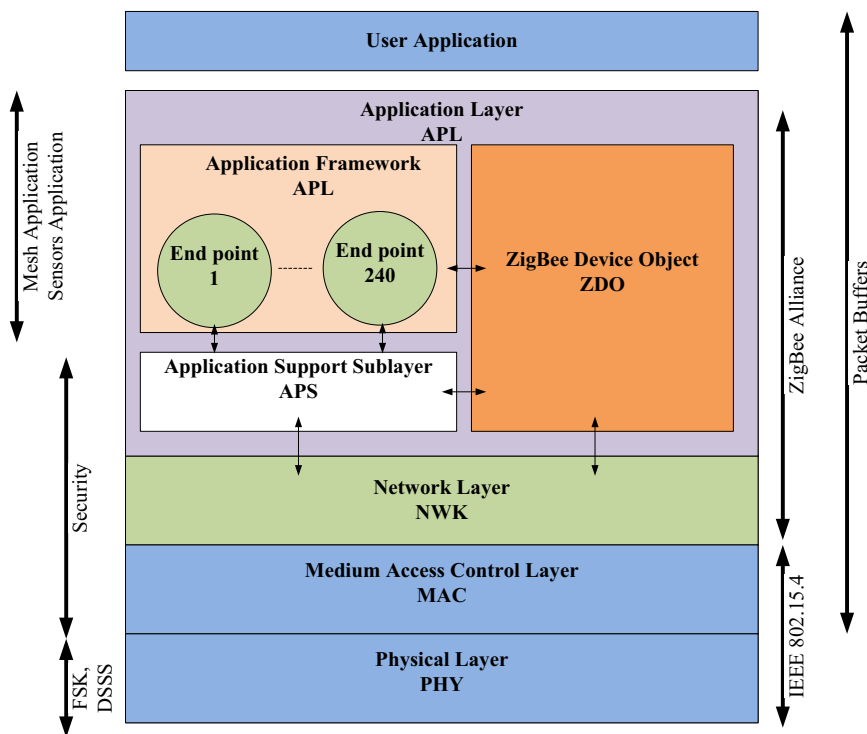 User Application
Application Layer
APL
Application Framework
APL
End point
1
End point
240
ZigBee Device Object
ZDO
Application Support Sublayer
APS
Network Layer
NWK
Medium Access Control Layer
MAC
Physical Layer
PHY
Mesh Application
Sensors Application
Security
FSK,
DSSS
ZigBee Alliance
IEEE 802.15.4
Packet Buffers